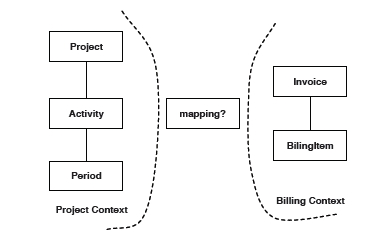 Project
Activity
Period
Project Context
mapping?
Invoice
BilingItem
Billing Context